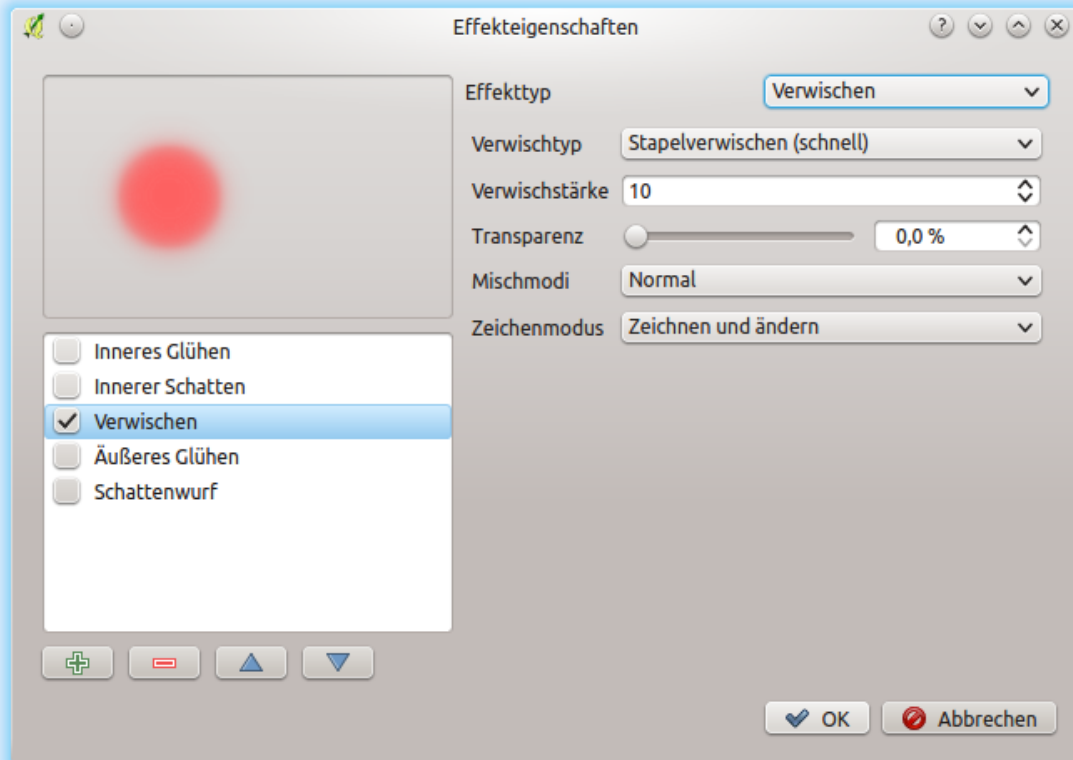 Effekteigenschaften
Effekttyp
Verwischen
Verwischtyp
Stapelverwischen (schnell)
Verwischstärke
10
Transparenz
0,0 %
Mischmodi
Normal
Zeichenmodus
Zeichnen und ändern
Inneres Glühen
Innerer Schatten
Verwischen
Äußeres Glühen
Schattenwurf
OK
Abbrechen